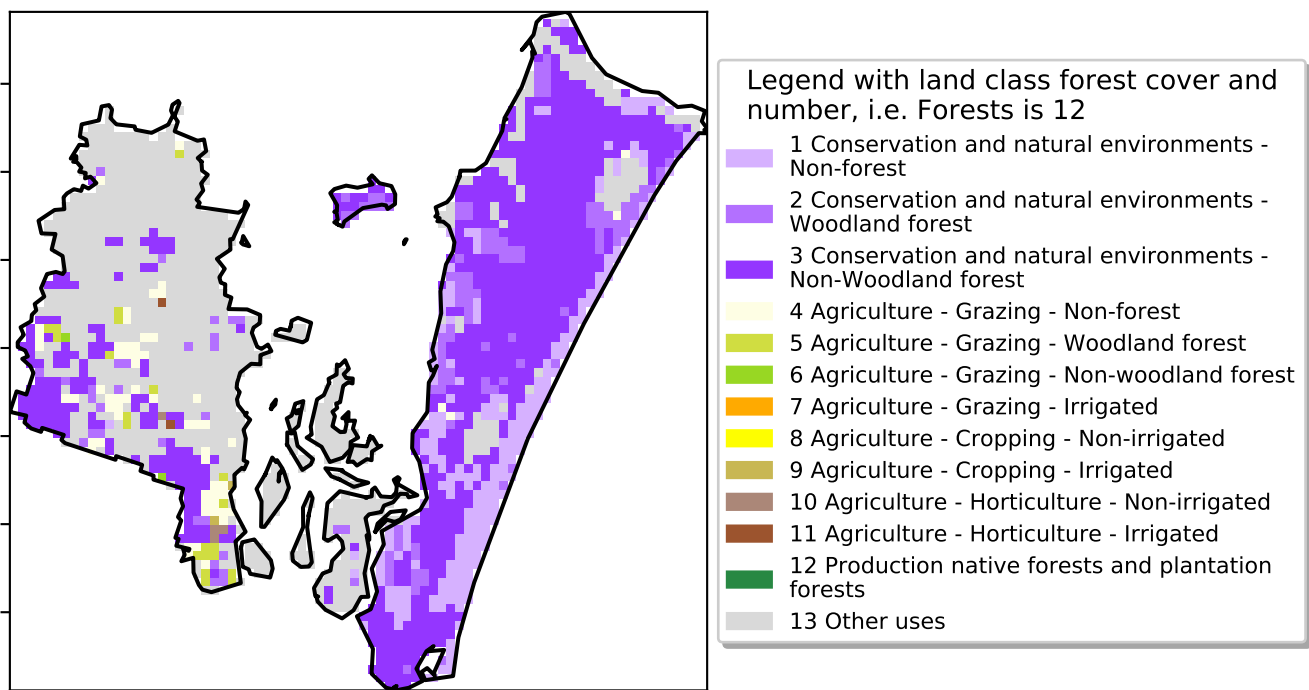 Legend with land class forest cover and
number, i.e. Forests is 12
1 Conservation and natural environments -
Non-forest
2 Conservation and natural environments -
Woodland forest
3 Conservation and natural environments -
Non-Woodland forest
4 Agriculture - Grazing - Non-forest
5 Agriculture - Grazing - Woodland forest
6 Agriculture - Grazing - Non-woodland forest
7 Agriculture - Grazing - Irrigated
8 Agriculture - Cropping - Non-irrigated
9 Agriculture - Cropping - Irrigated
10 Agriculture - Horticulture - Non-irrigated
11 Agriculture - Horticulture - Irrigated
12 Production native forests and plantation
forests
13 Other uses